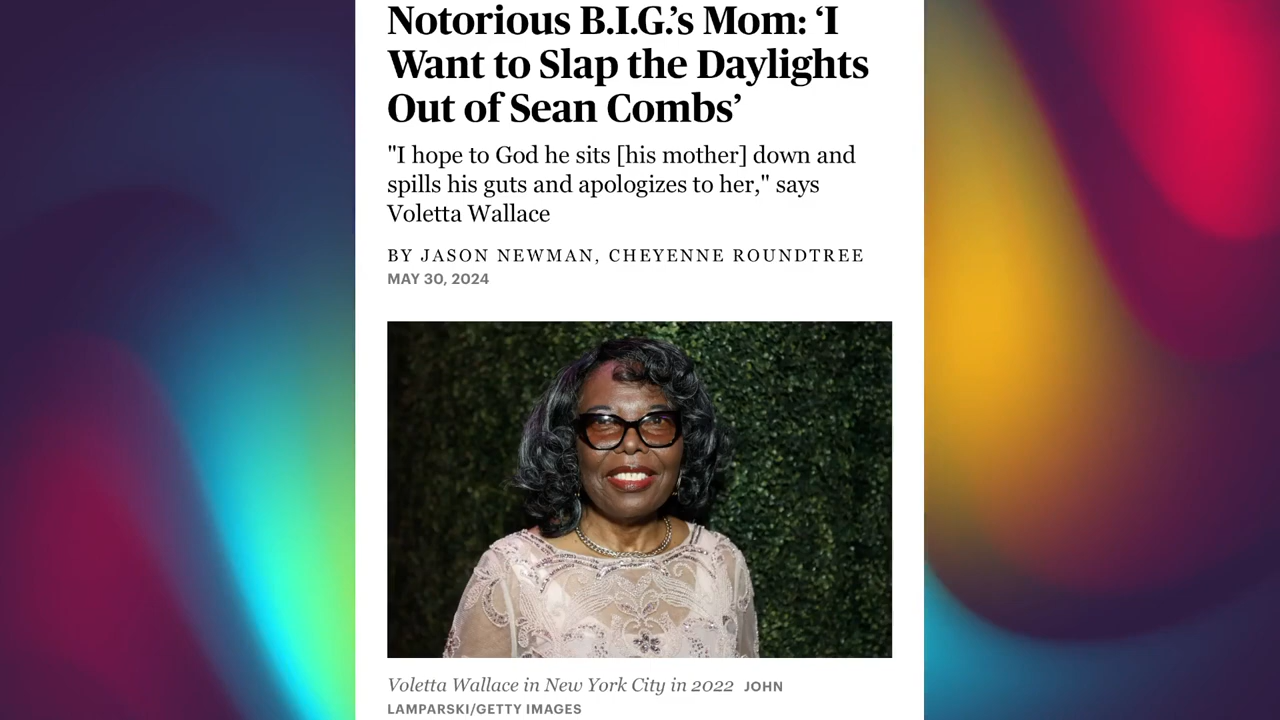 Notorious B.I.G.’s Mom: ‘I
Want to Slap the Daylights
Out of Sean Combs’
"I hope to God he sits [his mother] down and
spills his guts and apologizes to her," says
Voletta Wallace
BY JASON NEWMAN, CHEYENNE ROUNDTREE
MAY 30, 2024
Voletta Wallace in New York City in 2022 JOHN
LAMPARSKI/GETTY IMAGES